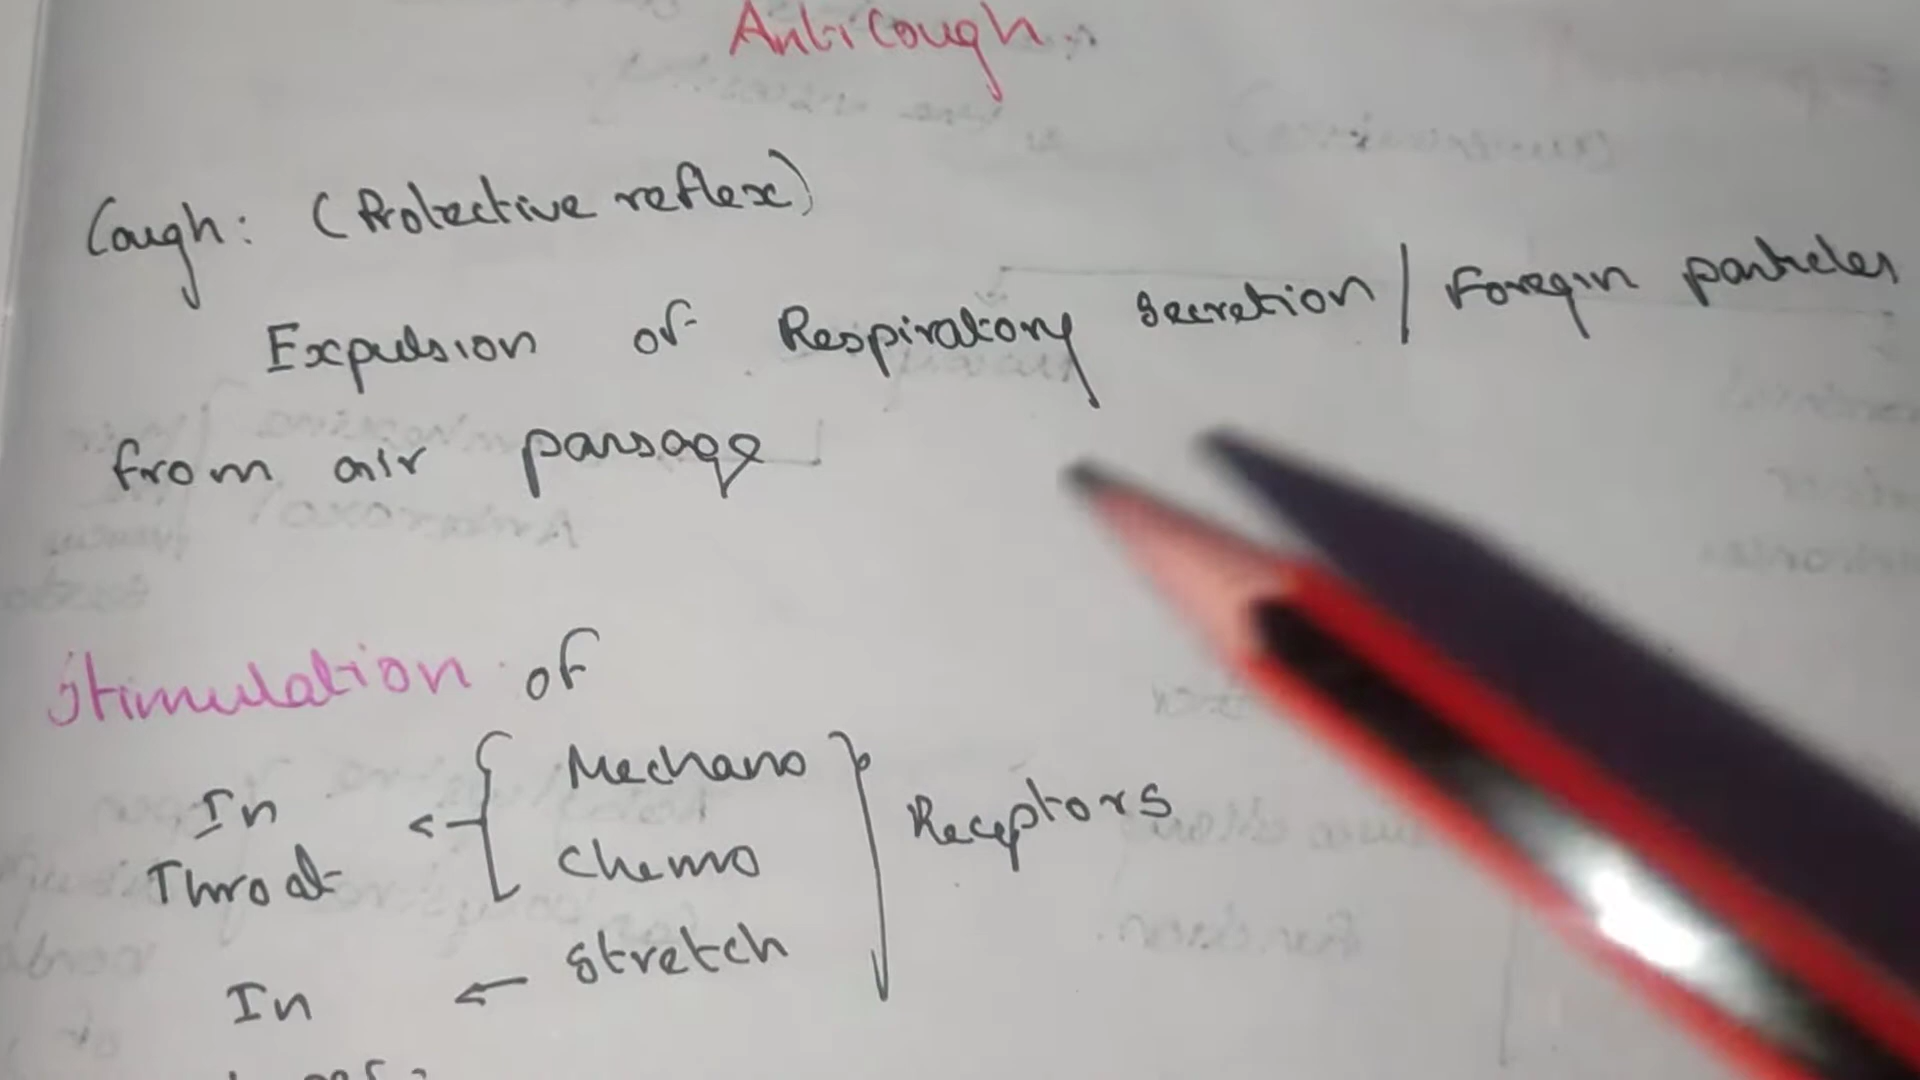 Anticough
Cough: (Protective reflex)
Expulsion of Respiratory Secretion / Foregin particles
from air passage
Stimulation of
In Throat < { Mechano
Chemo } Receptors
In ← Stretch